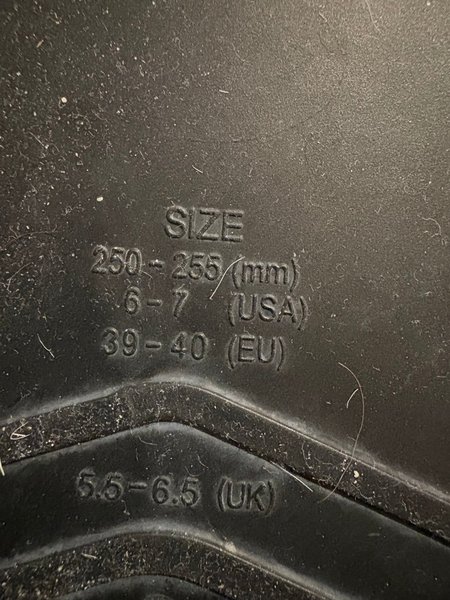 SIZE
250-255 (mm)
6-7 (USA)
39-40 (EU)
5.5-6.5 (UK)